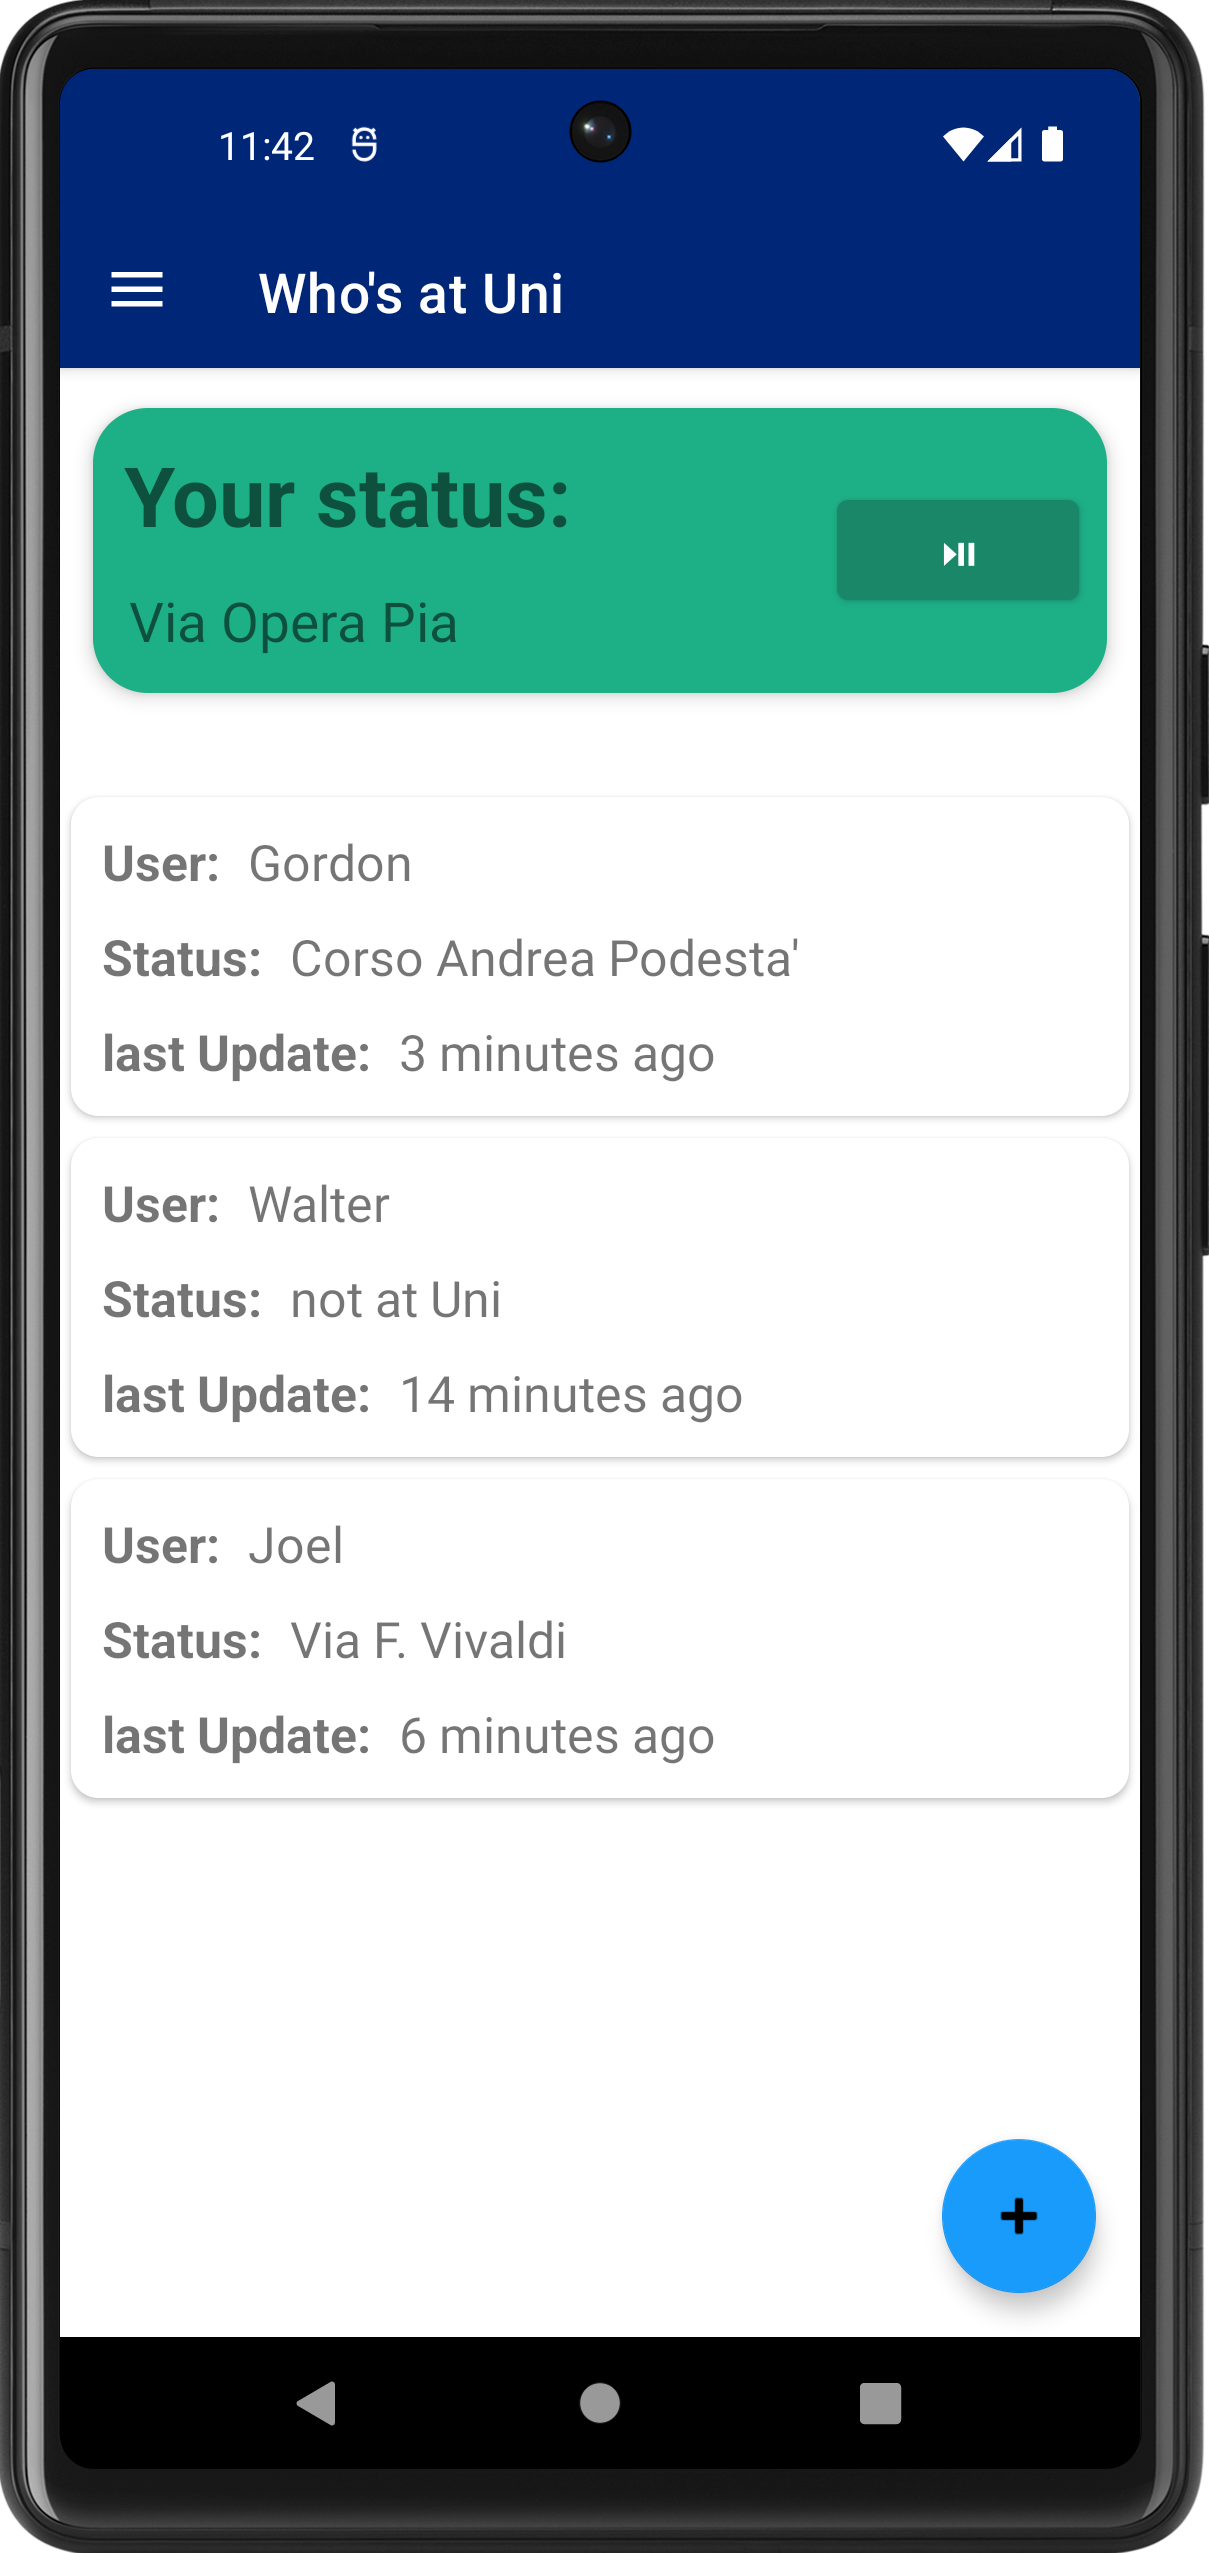 11:42
Who's at Uni
Your status:
Via Opera Pia
User: Gordon
Status: Corso Andrea Podesta'
last Update: 3 minutes ago
User: Walter
Status: not at Uni
last Update: 14 minutes ago
User: Joel
Status: Via F. Vivaldi
last Update: 6 minutes ago